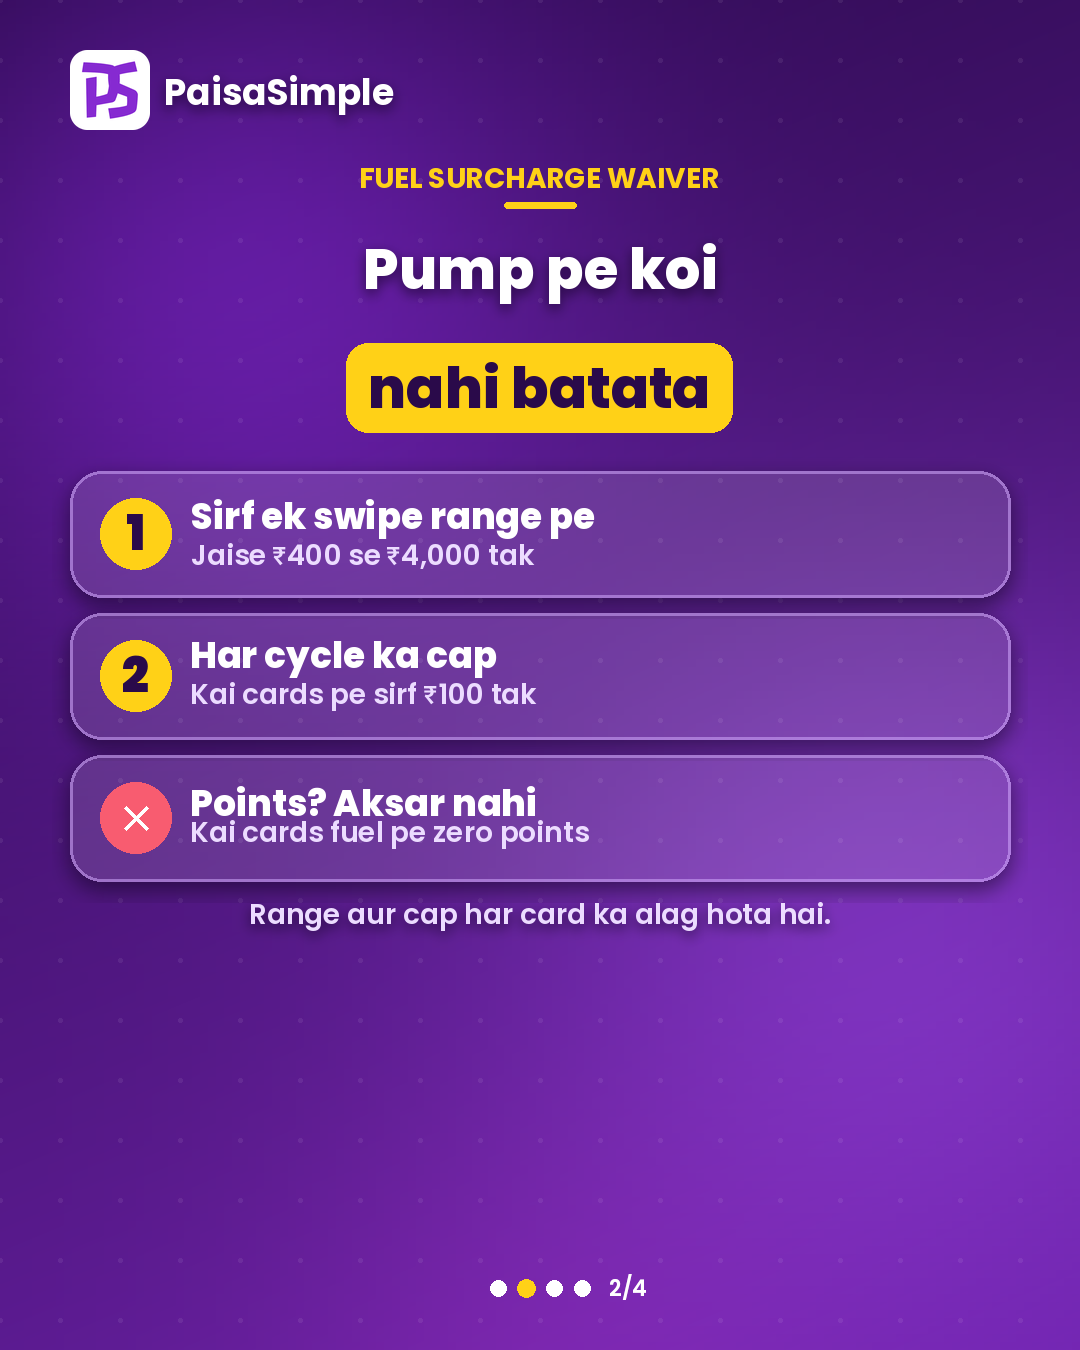 PS
PaisaSimple
FUEL SURCHARGE WAIVER
Pump pe koi
nahi batata
1
Sirf ek swipe range pe
Jaise ₹400 se ₹4,000 tak
2
Har cycle ka cap
Kai cards pe sirf ₹100 tak
Points? Aksar nahi
Kai cards fuel pe zero points
Range aur cap har card ka alag hota hai.
2/4